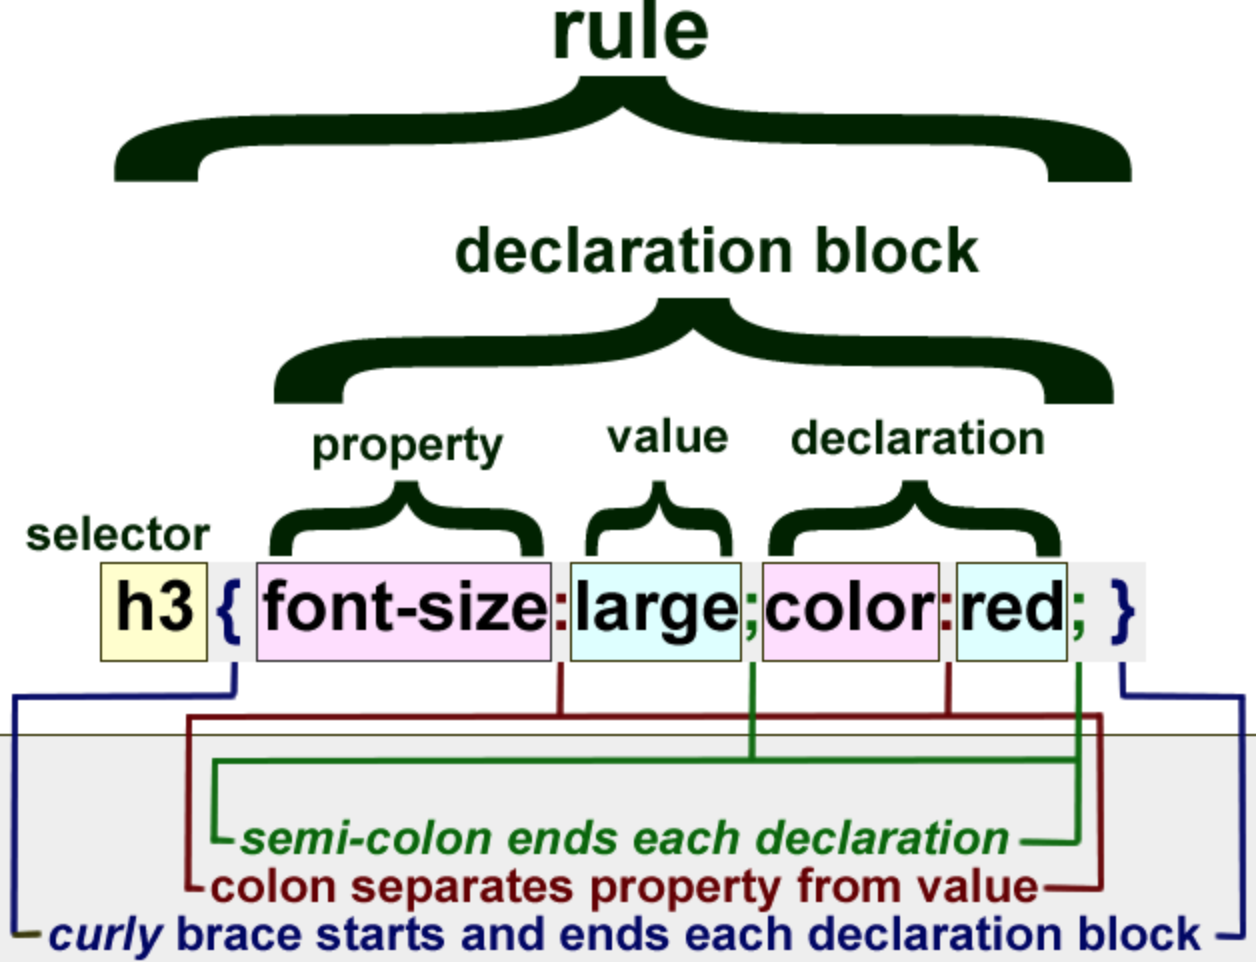 rule
declaration block
property value declaration
selector
h3 { font-size:large;color:red; }
semi-colon ends each declaration
colon separates property from value
curly brace starts and ends each declaration block